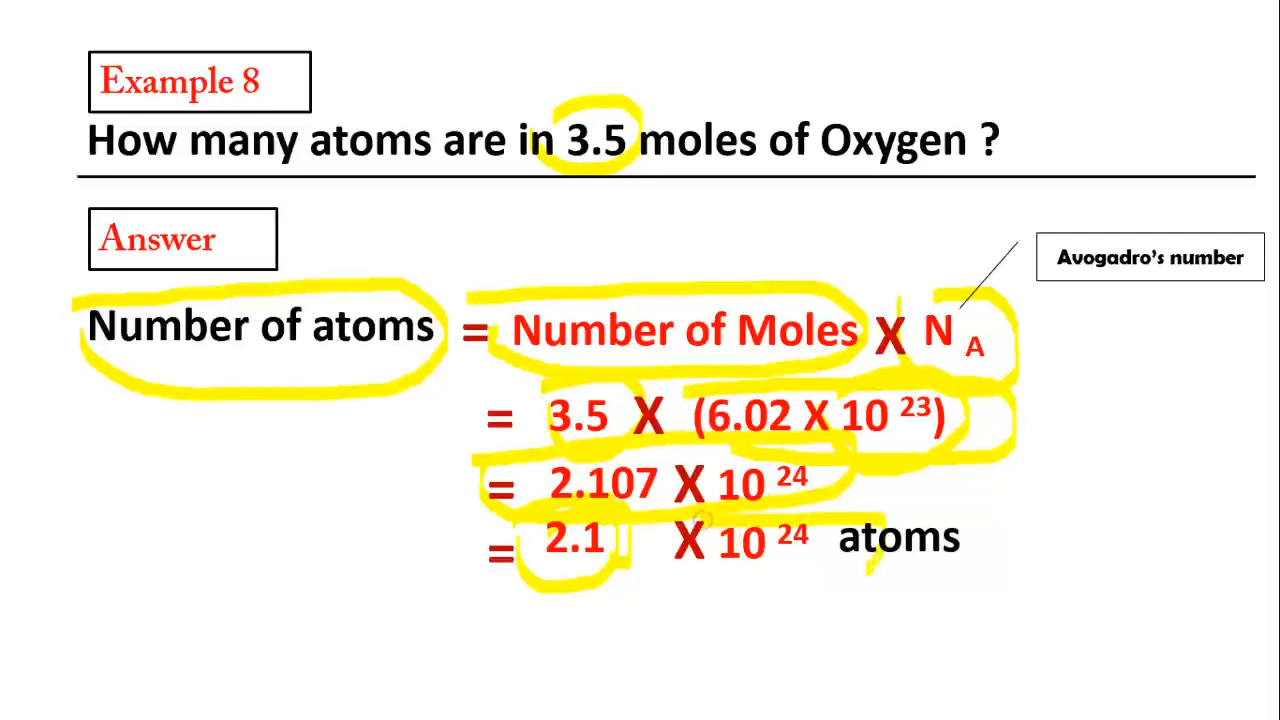 Example 8
How many atoms are in 3.5 moles of Oxygen ?
Answer
Avogadro's number
Number of atoms = Number of Moles X N A
= 3.5 X (6.02 X 10 23)
= 2.107 X 10 24
= 2.1 X 10 24 atoms